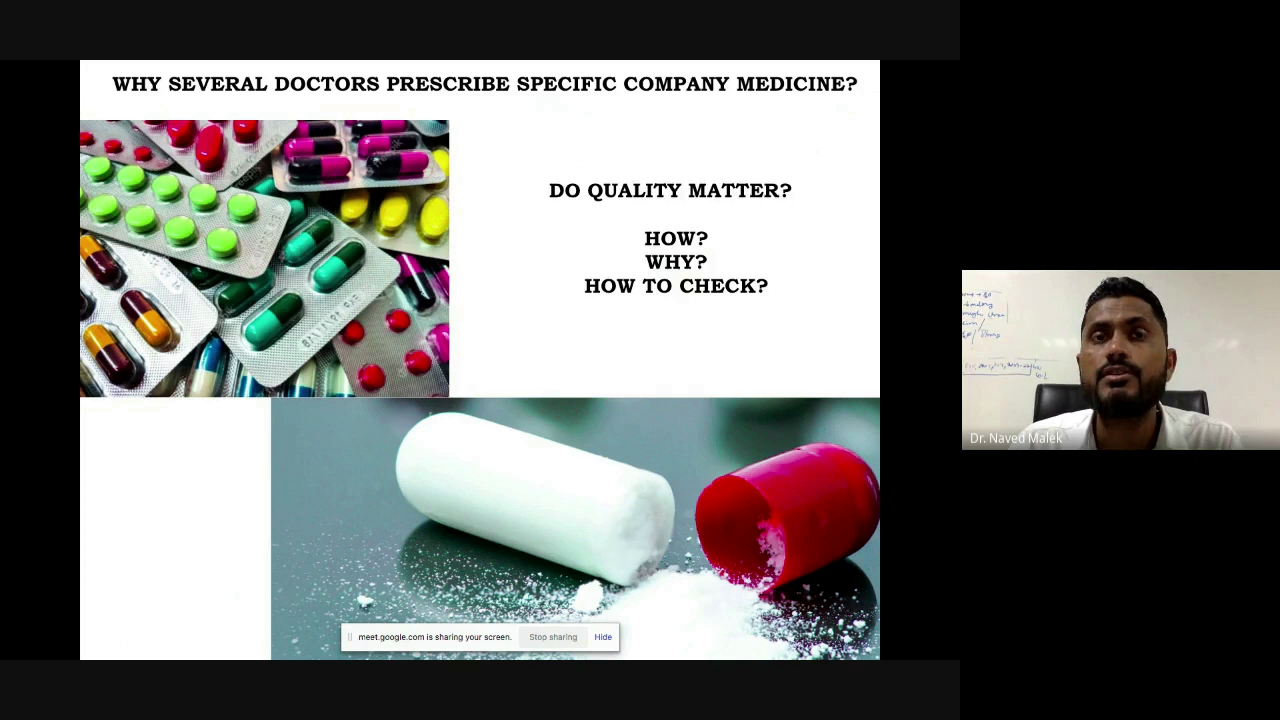 WHY SEVERAL DOCTORS PRESCRIBE SPECIFIC COMPANY MEDICINE?
DO QUALITY MATTER?
HOW?
WHY?
HOW TO CHECK?
Dr. Naved Malek
meet.google.com is sharing your screen. Stop sharing Hide